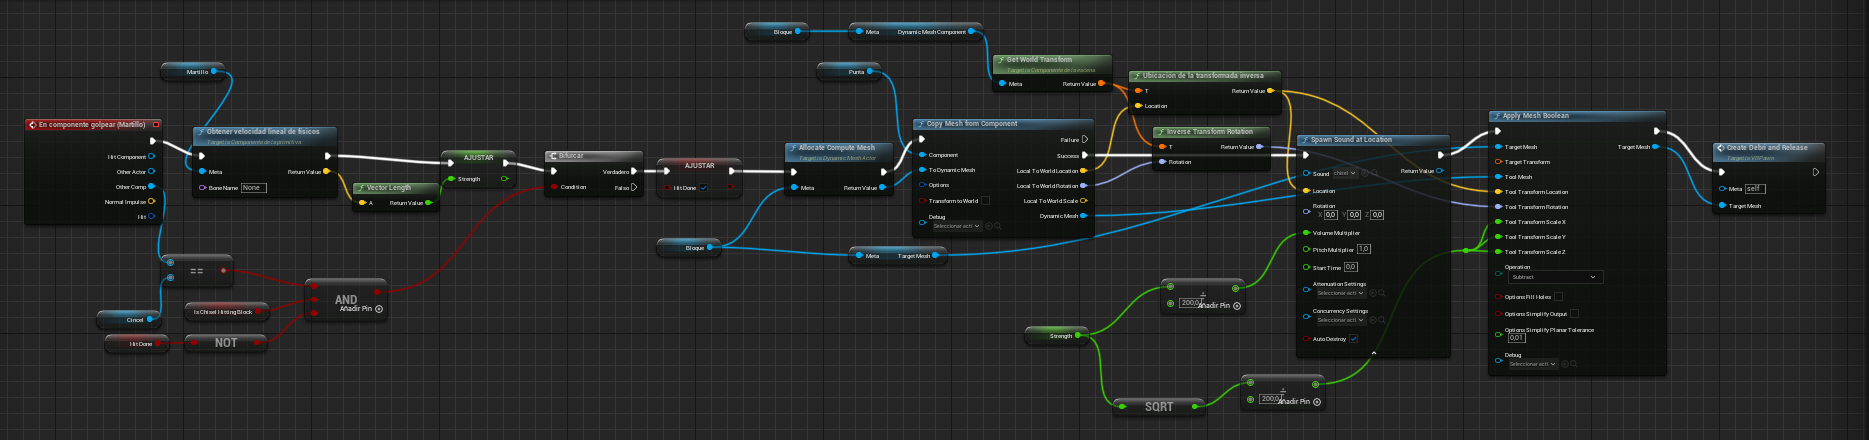 Bloque
Meta Dynamic Mesh Component
Martillo
Punta
Get World Transform
Target is Componente de la escena
Meta Return Value
Ubicación de la transformada inversa
T Return Value
Location
En componente golpear (Martillo)
Hit Component
Other Actor
Other Comp
Normal Impulse
Hit
Obtener velocidad lineal de físicos
Target is Componente de la primitiva
Meta Return Value
Bone Name None
Vector Length
A Return Value
AJUSTAR
Strength
Bifurcar
Verdadero
Condition Falso
AJUSTAR
Hit Done
Allocate Compute Mesh
Target is Dynamic Mesh Actor
Meta Return Value
Copy Mesh from Component
Failure
Component Success
To Dynamic Mesh Local To World Location
Options Local To World Rotation
Transform to World Local To World Scale
Debug Dynamic Mesh
Seleccionar acti
Inverse Transform Rotation
T Return Value
Rotation
Spawn Sound at Location
Sound chisel Return Value
Location
Rotation
X 0,0 Y 0,0 Z 0,0
Volume Multiplier
Pitch Multiplier 1,0
Start Time 0,0
Attenuation Settings
Seleccionar acti
Concurrency Settings
Seleccionar acti
Auto Destroy
Apply Mesh Boolean
Target Mesh Target Mesh
Target Transform
Tool Mesh
Tool Transform Location
Tool Transform Rotation
Tool Transform Scale X
Tool Transform Scale Y
Tool Transform Scale Z
Operation
Subtract
Options Fill Holes
Options Simplify Output
Options Simplify Planar Tolerance
0,01
Debug
Seleccionar acti
Create Debi and Release
Target is VRPawn
Meta self
Target Mesh
Bloque
Meta Target Mesh
==
Cincel
Is Chisel Hitting Block
Hit Done
NOT
AND
Añadir Pin
Strength
÷
200,0 Añadir Pin
SQRT
÷
200,0 Añadir Pin